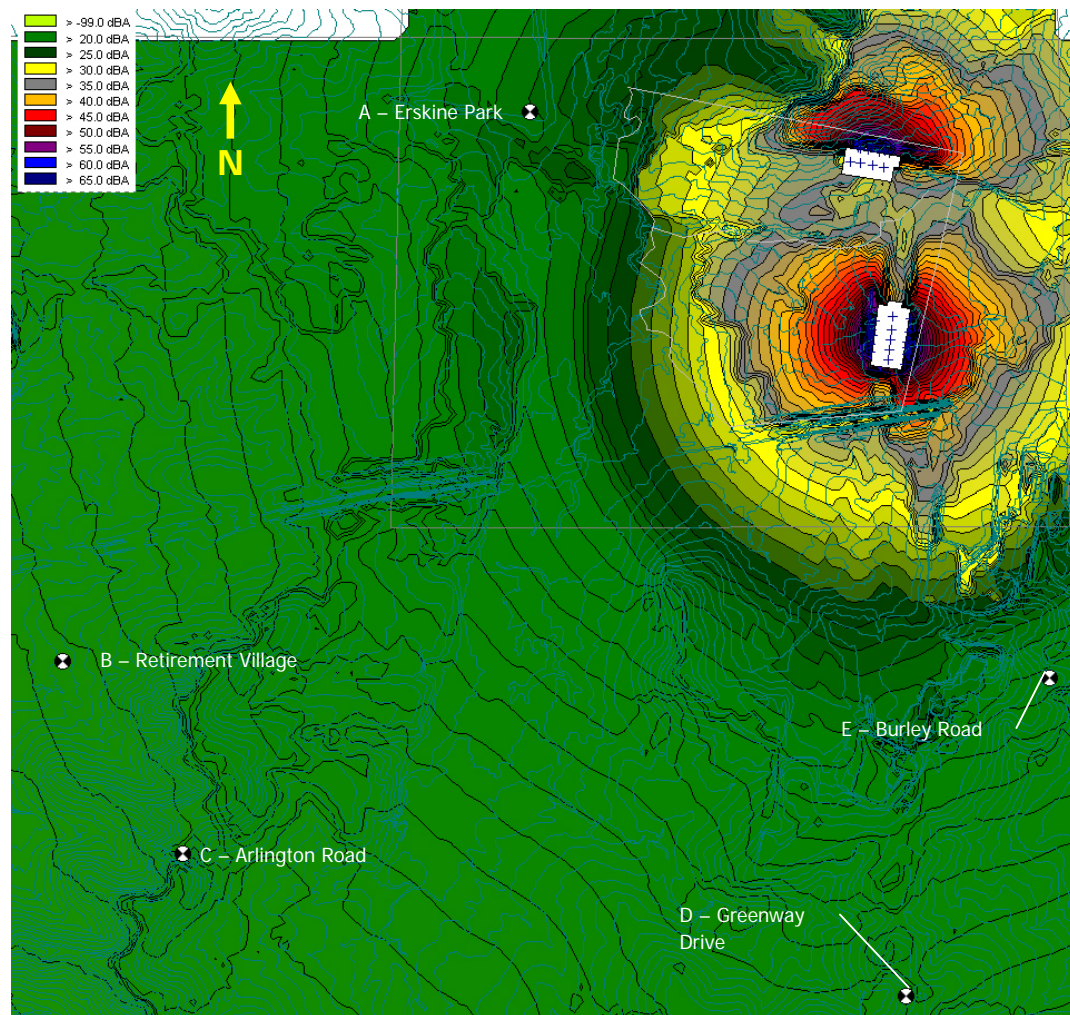 > -99.0 dBA
> 20.0 dBA
> 25.0 dBA
> 30.0 dBA
> 35.0 dBA
> 40.0 dBA
> 45.0 dBA
> 50.0 dBA
> 55.0 dBA
> 60.0 dBA
> 65.0 dBA
N
A – Erskine Park
B – Retirement Village
E – Burley Road
C – Arlington Road
D – Greenway
Drive